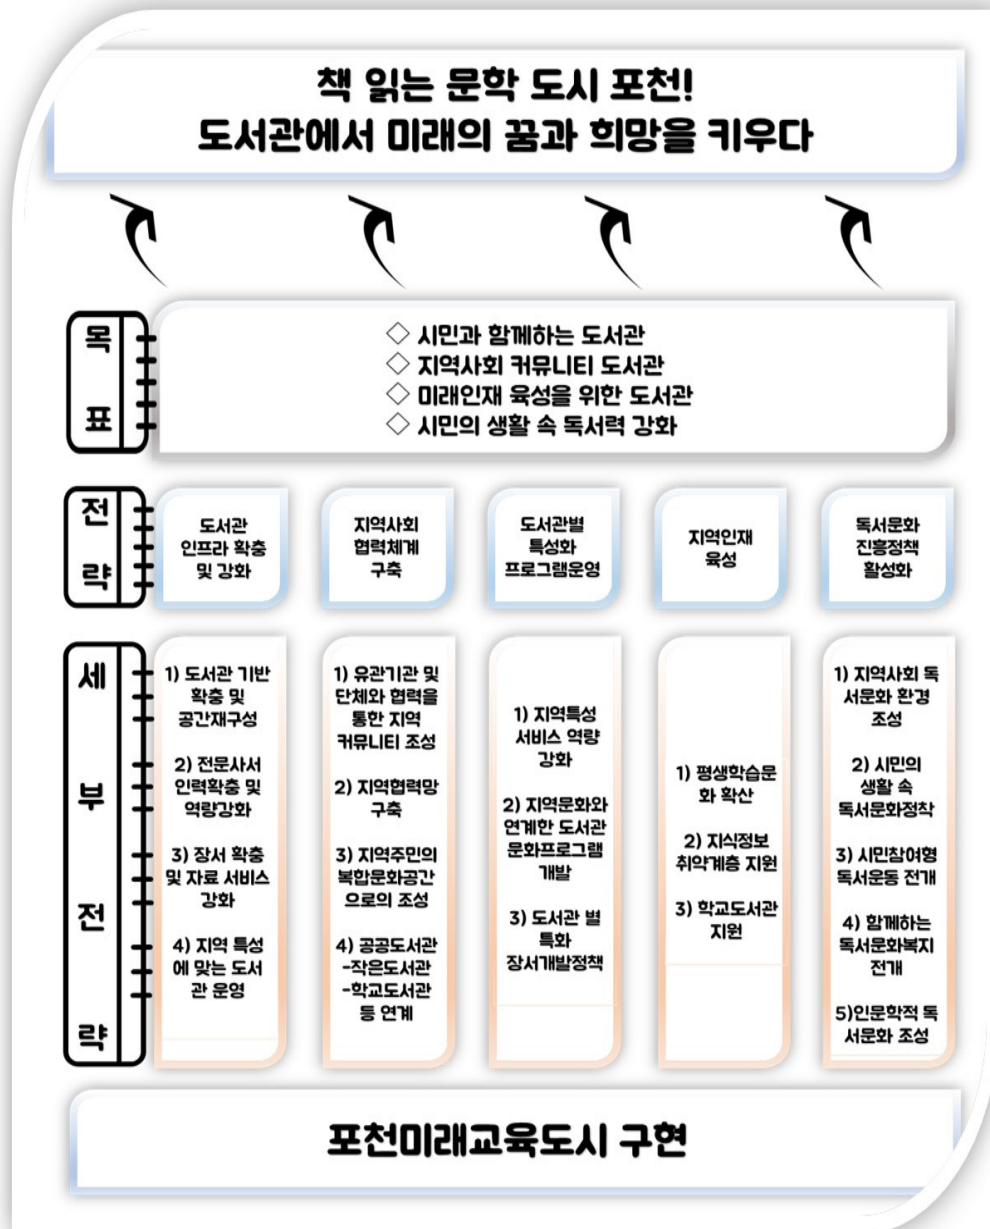 책 읽는 문학 도시 포천!
도서관에서 미래의 꿈과 희망을 키우다
목
표
◇ 시민과 함께하는 도서관
◇ 지역사회 커뮤니티 도서관
◇ 미래인재 육성을 위한 도서관
◇ 시민의 생활 속 독서력 강화
전
략
도서관
인프라 확충
및 강화
지역사회
협력체계
구축
도서관별
특성화
프로그램운영
지역인재
육성
독서문화
진흥정책
활성화
세
부
전
략
1) 도서관 기반
확충 및
공간재구성
2) 전문사서
인력확충 및
역량강화
3) 장서 확충
및 자료 서비스
강화
4) 지역 특성
에 맞는 도서
관 운영
1) 유관기관 및
단체와 협력을
통한 지역
커뮤니티 조성
2) 지역협력망
구축
3) 지역주민의
복합문화공간
으로의 조성
4) 공공도서관
-작은도서관
-학교도서관
등 연계
1) 지역특성
서비스 역량
강화
2) 지역문화와
연계한 도서관
문화프로그램
개발
3) 도서관 별
특화
장서개발정책
1) 평생학습문
화 확산
2) 지식정보
취약계층 지원
3) 학교도서관
지원
1) 지역사회 독
서문화 환경
조성
2) 시민의
생활 속
독서문화정착
3) 시민참여형
독서운동 전개
4) 함께하는
독서문화복지
전개
5)인문학적 독
서문화 조성
포천미래교육도시 구현